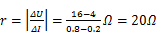 r = |ΔU|/|ΔI| = 16−4/0.8−0.2 Ω = 20Ω